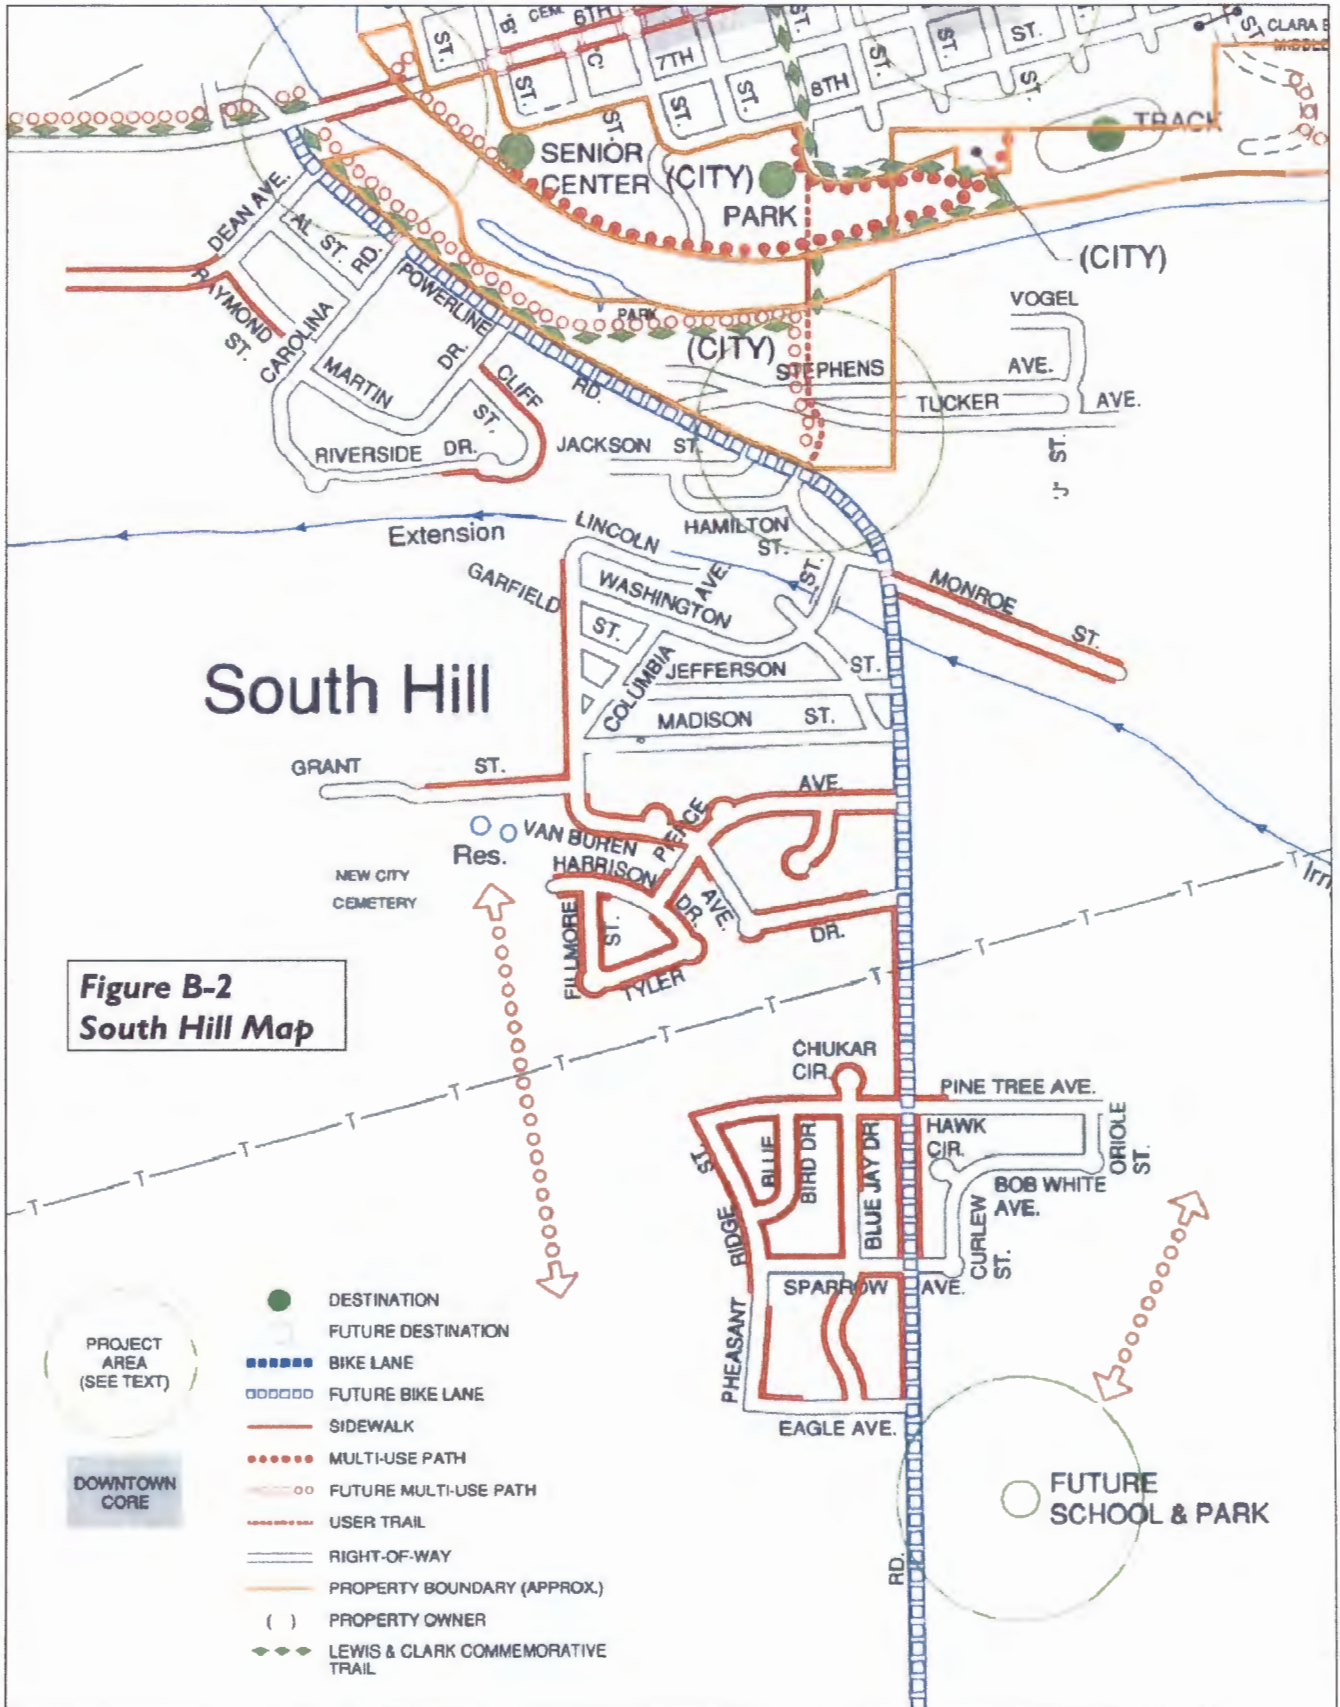 CEM.
6TH
ST.
'B'
ST.
'C'
7TH
ST.
ST.
ST.
ST.
8TH
ST.
ST.
ST.
ST.
ST.
ST.
CLARA B
MIDDLE
TRACK
SENIOR
CENTER
(CITY)
PARK
(CITY)
DEAN AVE.
AL ST.
RD.
RAYMOND
ST.
CAROLINA
POWERLINE
RD.
DR.
MARTIN
CLIFF
ST.
RIVERSIDE DR.
PARK
(CITY)
VOGEL
AVE.
STEPHENS
TUCKER
AVE.
'J' ST.
JACKSON ST.
HAMILTON
ST.
Extension
LINCOLN
AVE.
GARFIELD
WASHINGTON
ST.
ST.
MONROE
ST.
South Hill
COLUMBIA
JEFFERSON
ST.
MADISON ST.
GRANT ST.
AVE.
PIERCE
AVE.
VAN BUREN
DR.
Res.
HARRISON
DR.
NEW CITY
CEMETERY
FILLMORE
ST.
TYLER
T T T T T T T T T T T T T
Irri
Figure B-2
South Hill Map
CHUKAR
CIR.
PINE TREE AVE.
HAWK
CIR.
ORIOLE
ST.
BOB WHITE
AVE.
CURLEW
ST.
BLUE
BIRD DR.
BLUE JAY DR.
ST.
RIDGE
PHEASANT
SPARROW AVE.
EAGLE AVE.
RD.
FUTURE
SCHOOL & PARK
PROJECT
AREA
(SEE TEXT)
DOWNTOWN
CORE
DESTINATION
FUTURE DESTINATION
BIKE LANE
FUTURE BIKE LANE
SIDEWALK
MULTI-USE PATH
FUTURE MULTI-USE PATH
USER TRAIL
RIGHT-OF-WAY
PROPERTY BOUNDARY (APPROX.)
( ) PROPERTY OWNER
LEWIS & CLARK COMMEMORATIVE
TRAIL